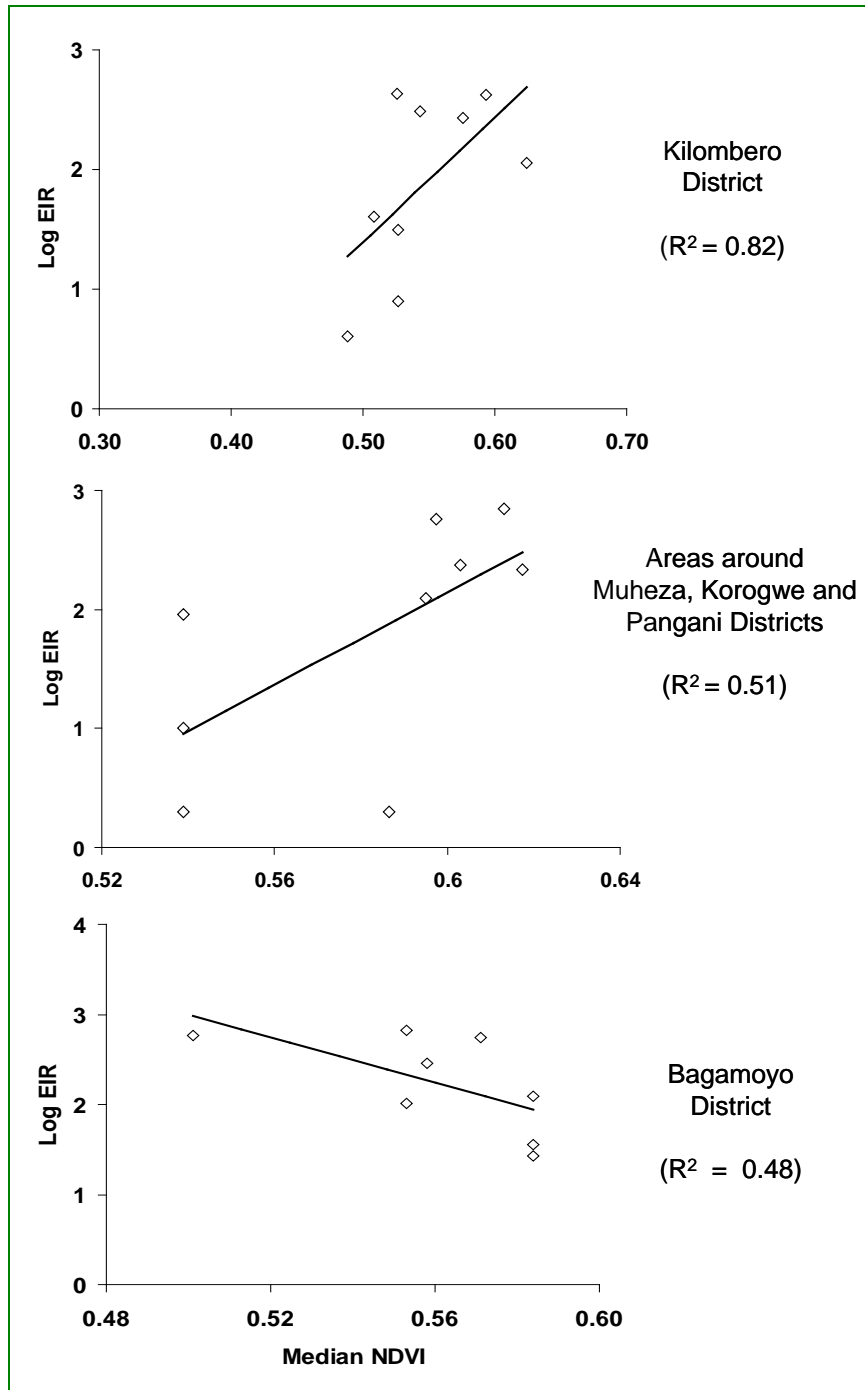 3
2
1
0
Log EIR
0.30 0.40 0.50 0.60 0.70
Kilombero
District
(R² = 0.82)
3
2
1
0
Log EIR
0.52 0.56 0.6 0.64
Areas around
Muheza, Korogwe and
Pangani Districts
(R² = 0.51)
4
3
2
1
0
Log EIR
0.48 0.52 0.56 0.60
Median NDVI
Bagamoyo
District
(R² = 0.48)